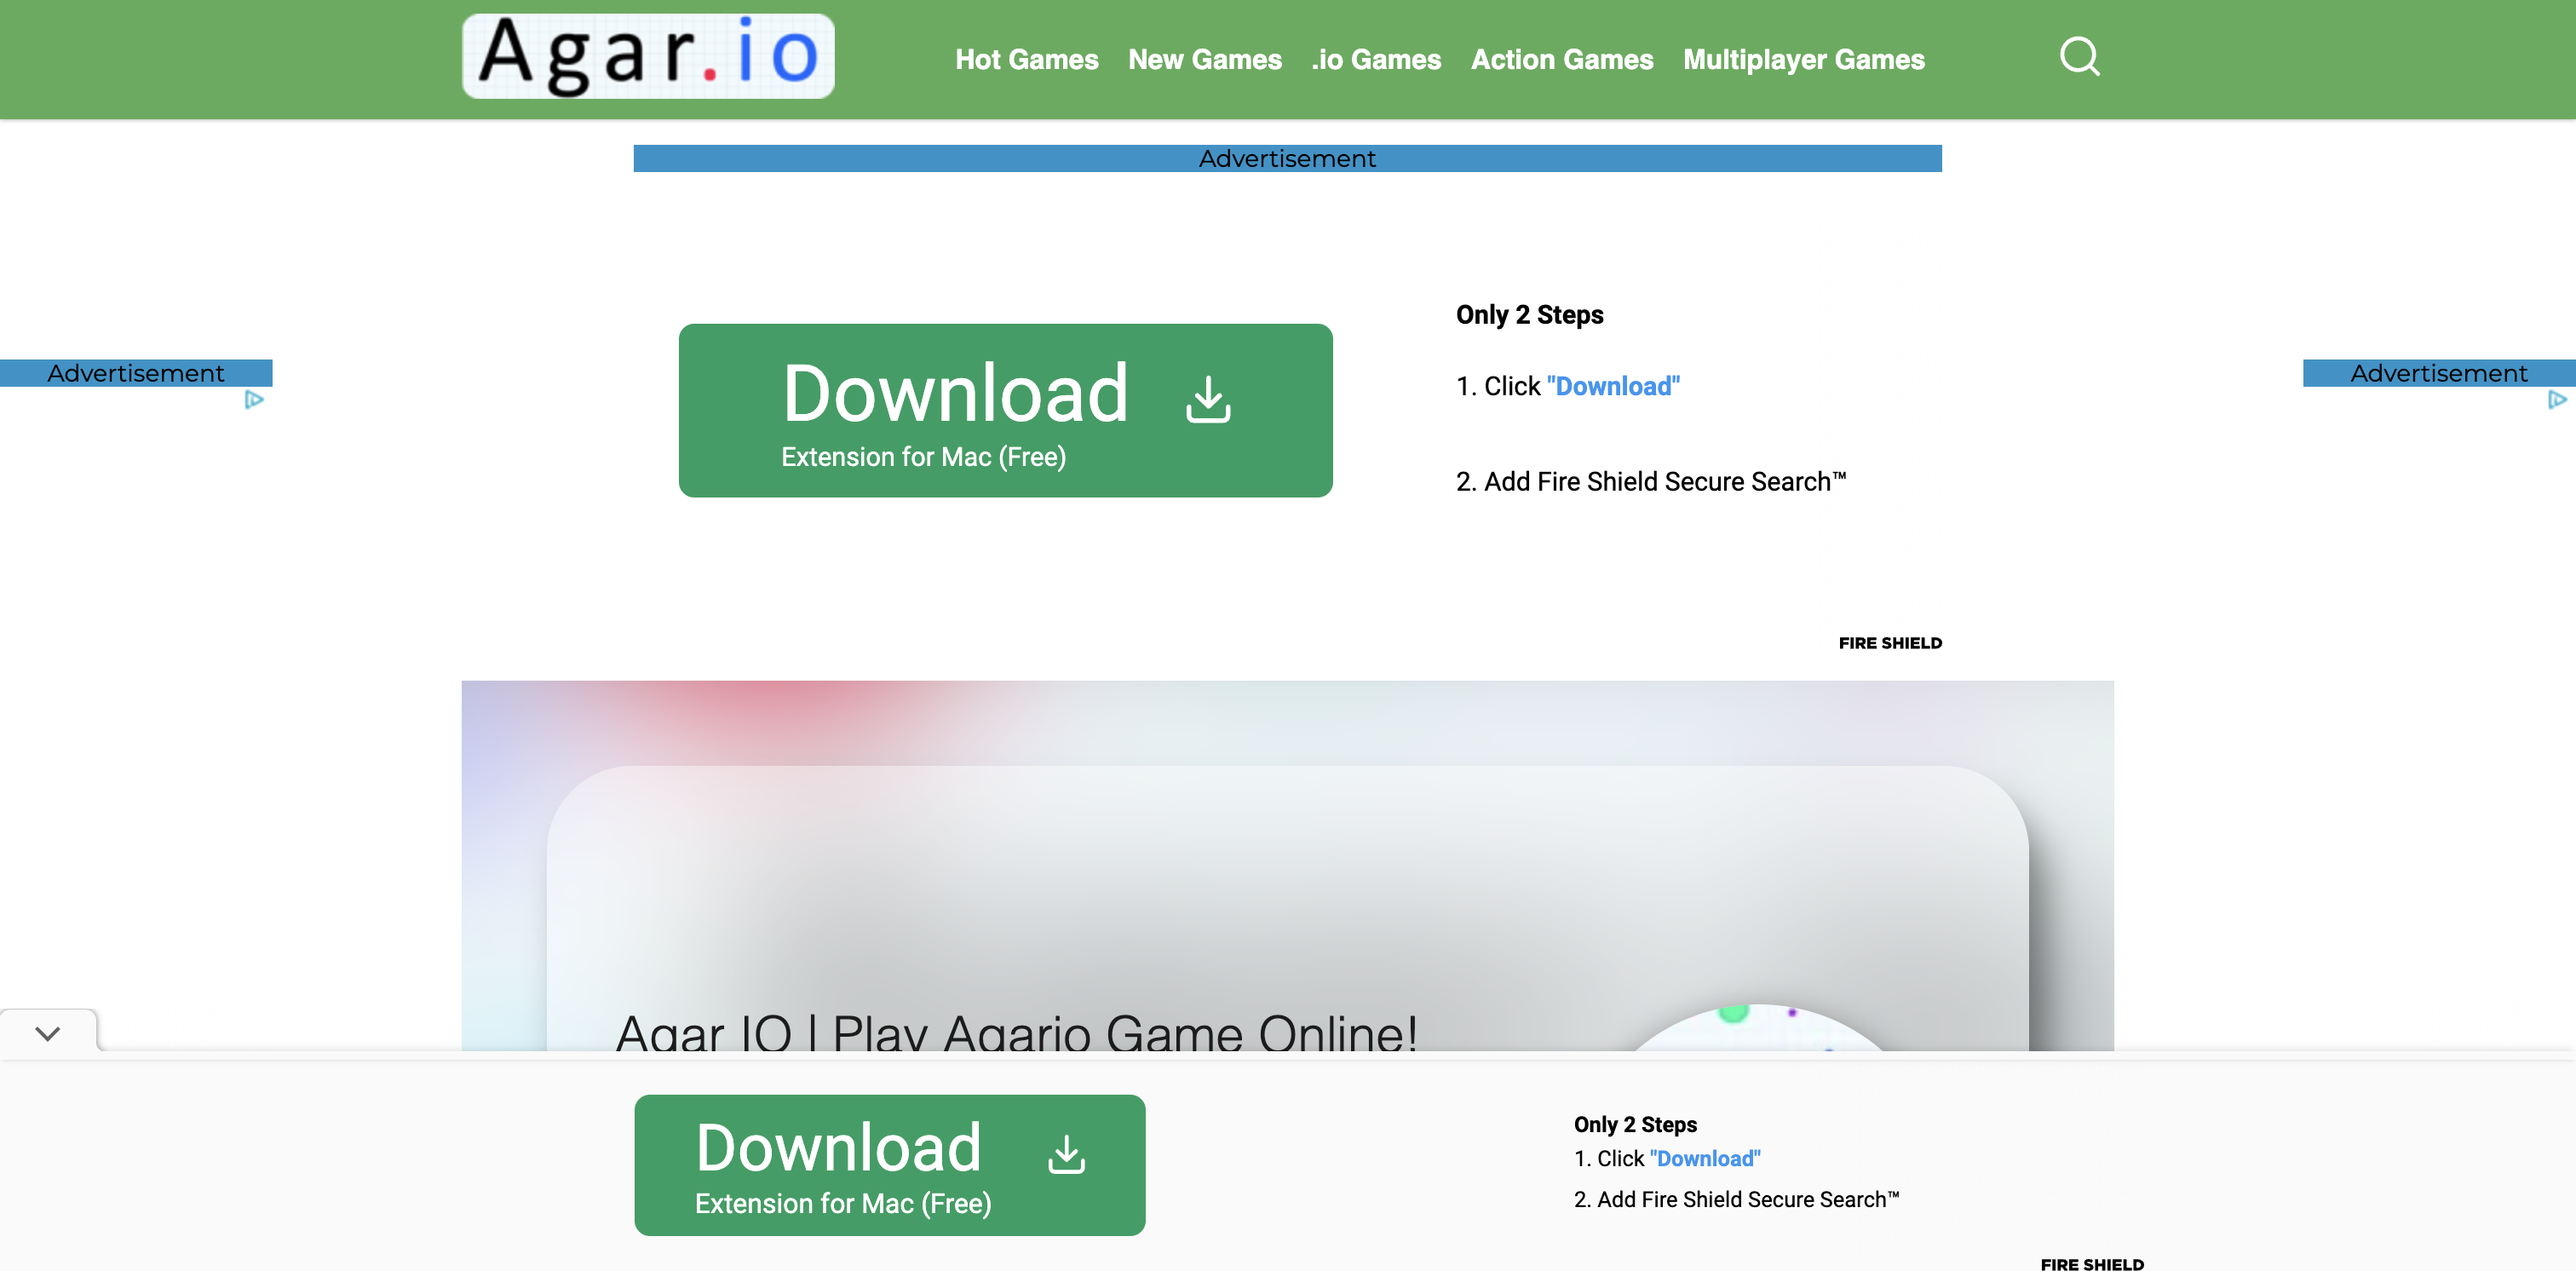 Agar.io
Hot Games New Games .io Games Action Games Multiplayer Games
Advertisement
Only 2 Steps
Advertisement
Download
Extension for Mac (Free)
1. Click "Download"
Advertisement
2. Add Fire Shield Secure Search™
FIRE SHIELD
Agar IO | Play Agario Game Online!
Download
Extension for Mac (Free)
Only 2 Steps
1. Click "Download"
2. Add Fire Shield Secure Search™
FIRE SHIELD